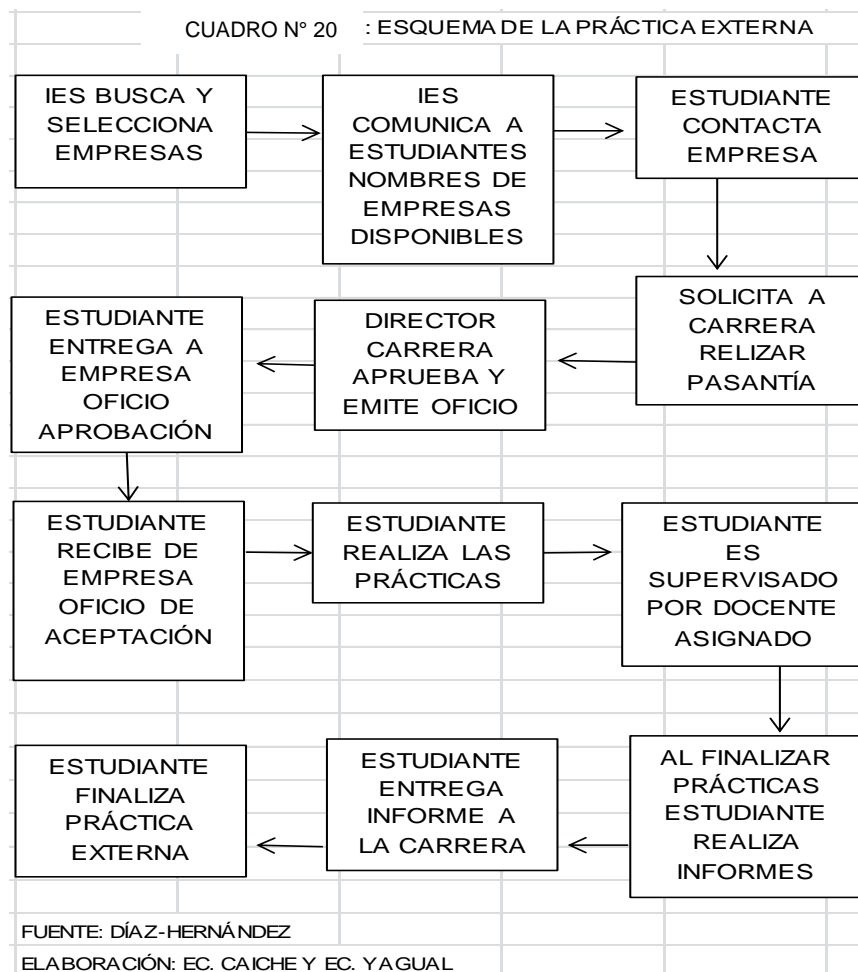 CUADRO N° 20 : ESQUEMA DE LA PRÁCTICA EXTERNA
IES BUSCA Y
SELECCIONA
EMPRESAS
IES
COMUNICA A
ESTUDIANTES
NOMBRES DE
EMPRESAS
DISPONIBLES
ESTUDIANTE
CONTACTA
EMPRESA
SOLICITA A
CARRERA
RELIZAR
PASANTÍA
DIRECTOR
CARRERA
APRUEBA Y
EMITE OFICIO
ESTUDIANTE
ENTREGA A
EMPRESA
OFICIO
APROBACIÓN
ESTUDIANTE
RECIBE DE
EMPRESA
OFICIO DE
ACEPTACIÓN
ESTUDIANTE
REALIZA LAS
PRÁCTICAS
ESTUDIANTE
ES
SUPERVISADO
POR DOCENTE
ASIGNADO
AL FINALIZAR
PRÁCTICAS
ESTUDIANTE
REALIZA
INFORMES
ESTUDIANTE
ENTREGA
INFORME A
LA CARRERA
ESTUDIANTE
FINALIZA
PRÁCTICA
EXTERNA
FUENTE: DÍAZ-HERNÁNDEZ
ELABORACIÓN: EC. CAICHE Y EC. YAGUAL